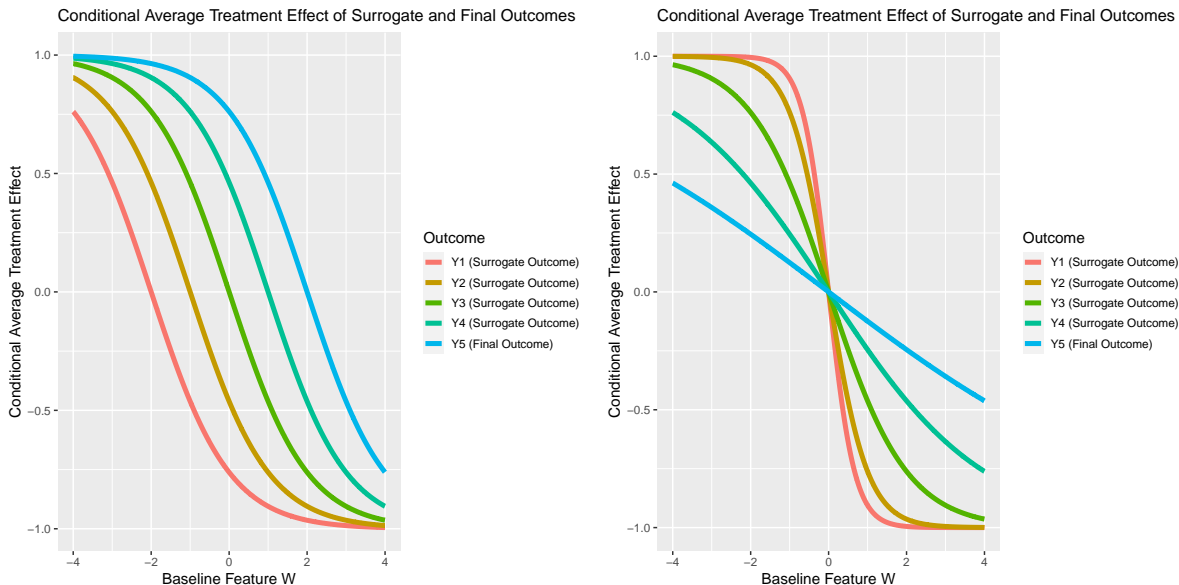 Conditional Average Treatment Effect of Surrogate and Final Outcomes
Conditional Average Treatment Effect
1.0
0.5
0.0
−0.5
−1.0
−4
−2
0
2
4
Baseline Feature W
Outcome
Y1 (Surrogate Outcome)
Y2 (Surrogate Outcome)
Y3 (Surrogate Outcome)
Y4 (Surrogate Outcome)
Y5 (Final Outcome)
Conditional Average Treatment Effect of Surrogate and Final Outcomes
Conditional Average Treatment Effect
1.0
0.5
0.0
−0.5
−1.0
−4
−2
0
2
4
Baseline Feature W
Outcome
Y1 (Surrogate Outcome)
Y2 (Surrogate Outcome)
Y3 (Surrogate Outcome)
Y4 (Surrogate Outcome)
Y5 (Final Outcome)